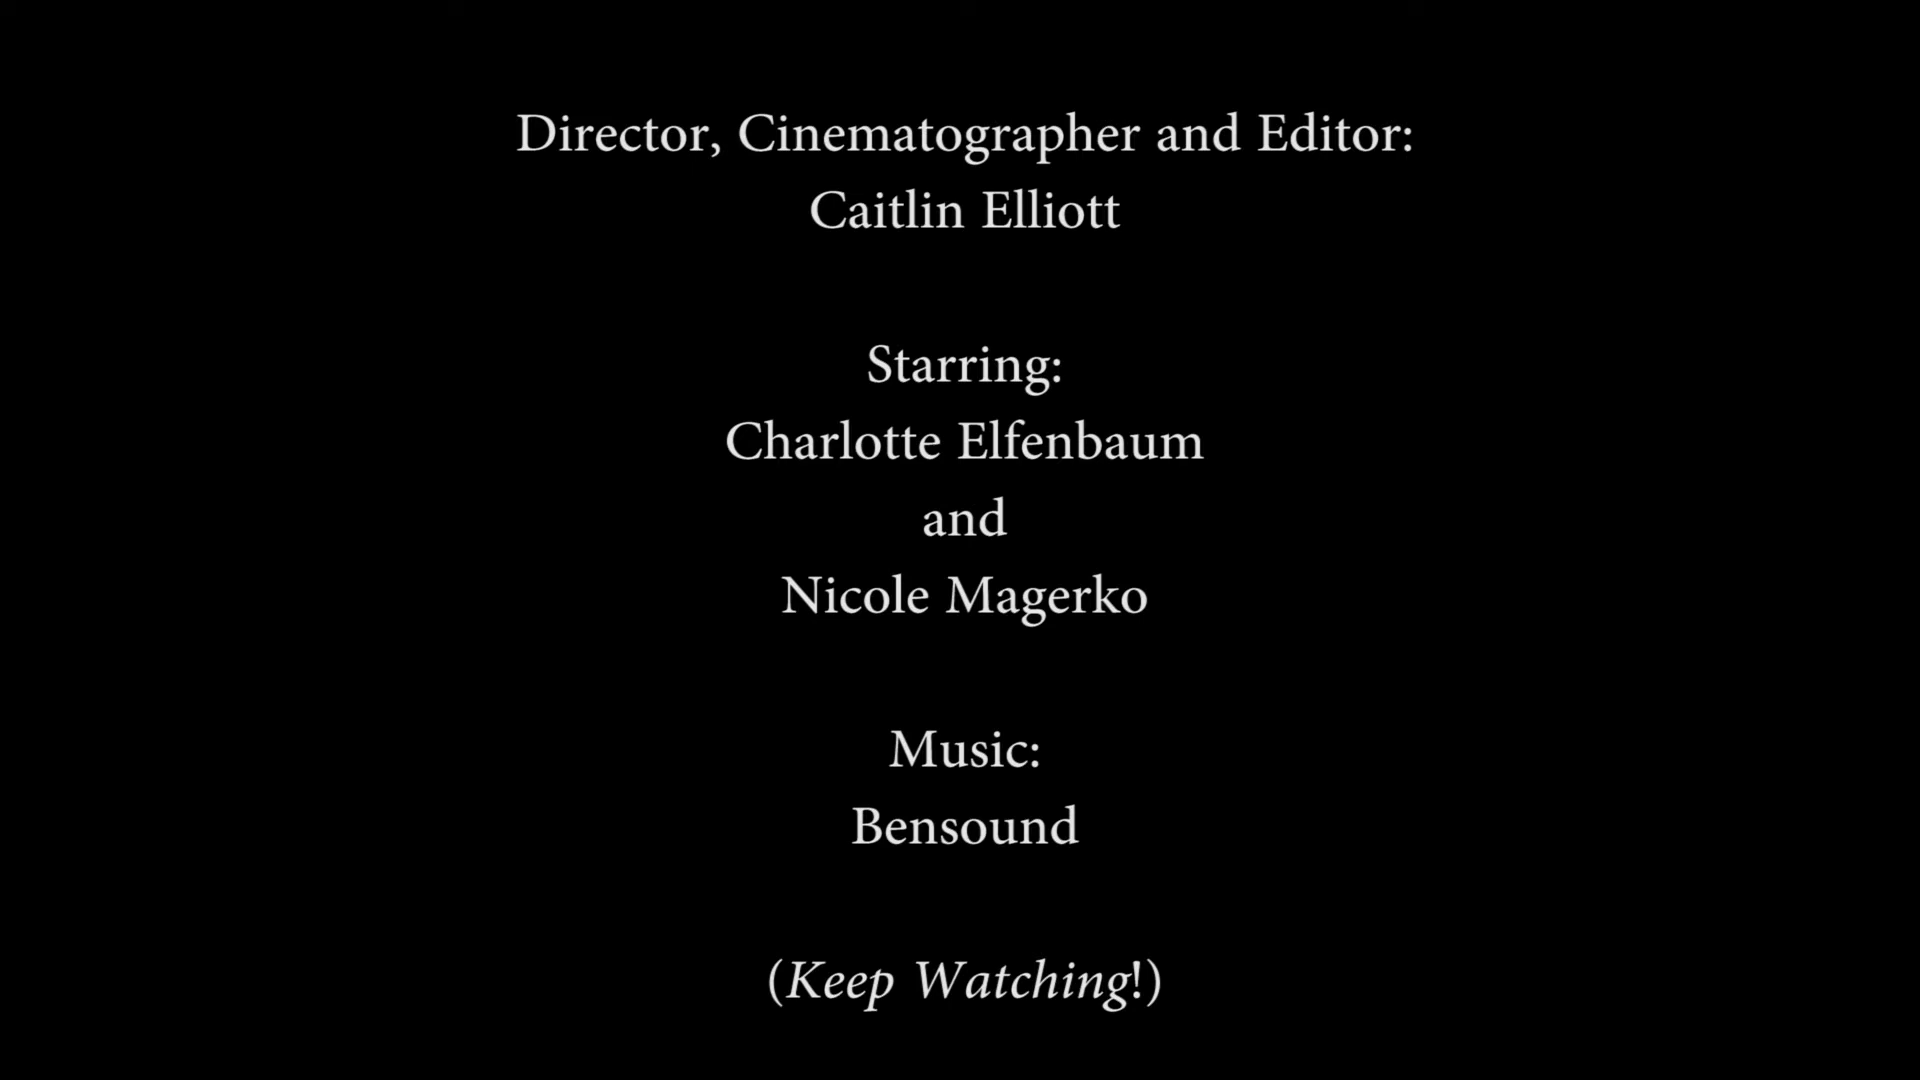 Director, Cinematographer and Editor:
Caitlin Elliott
Starring:
Charlotte Elfenbaum
and
Nicole Magerko
Music:
Bensound
(Keep Watching!)